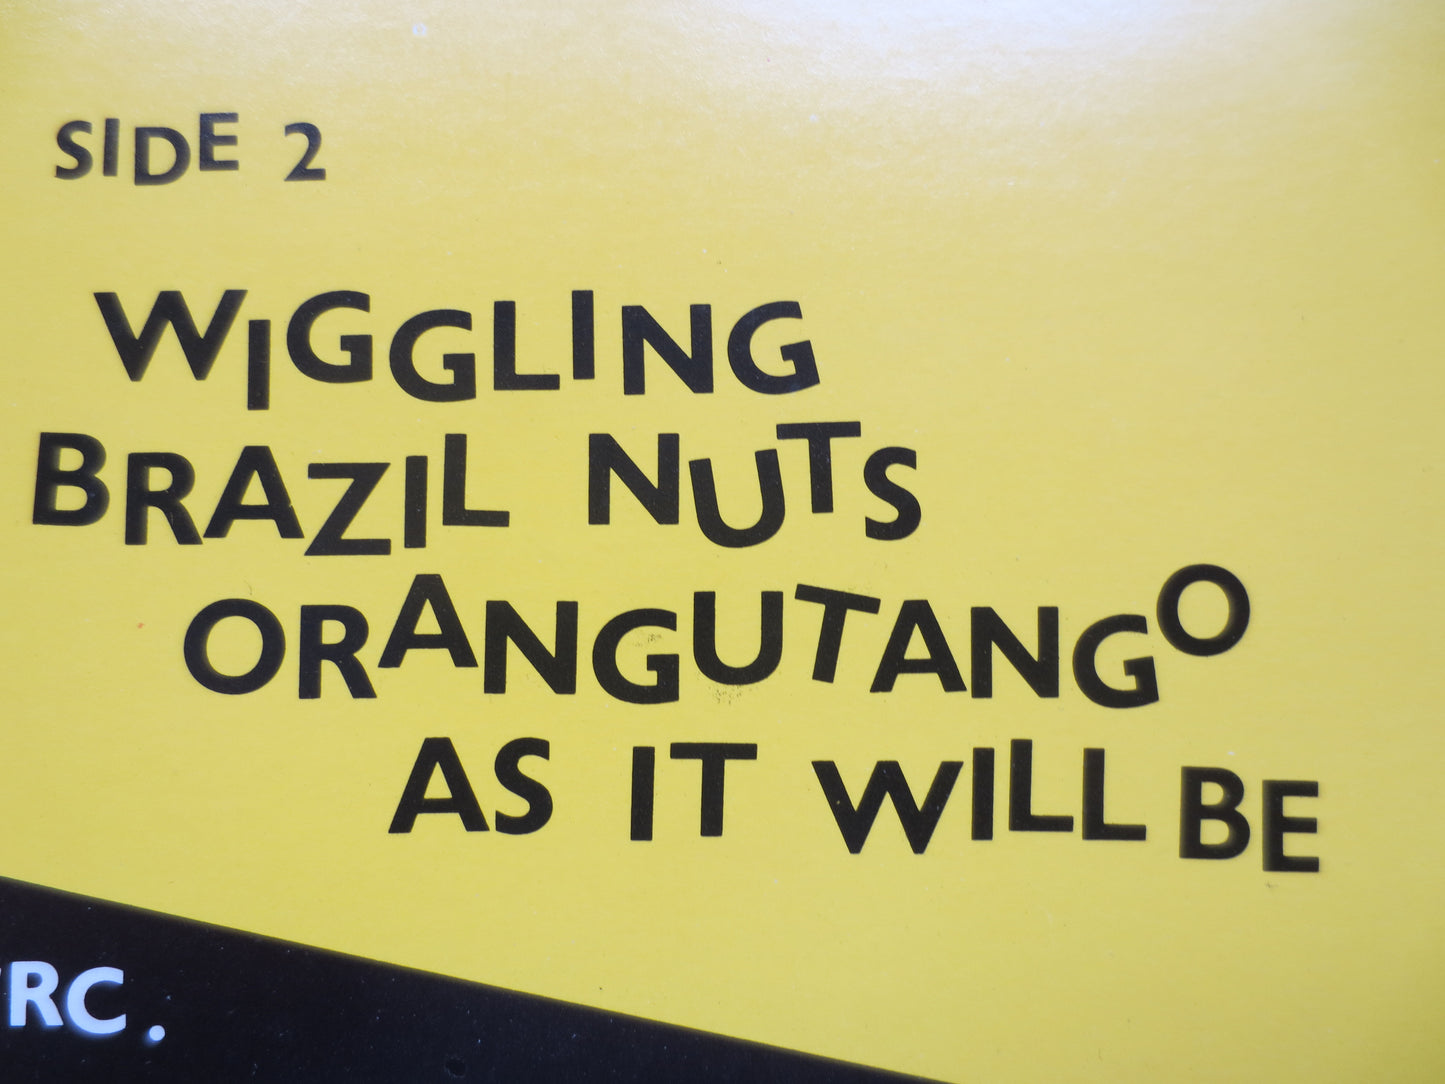 SIDE 2
WIGGLING
BRAZIL NUTS
ORANGUTANGO
AS IT WILL BE
RC.